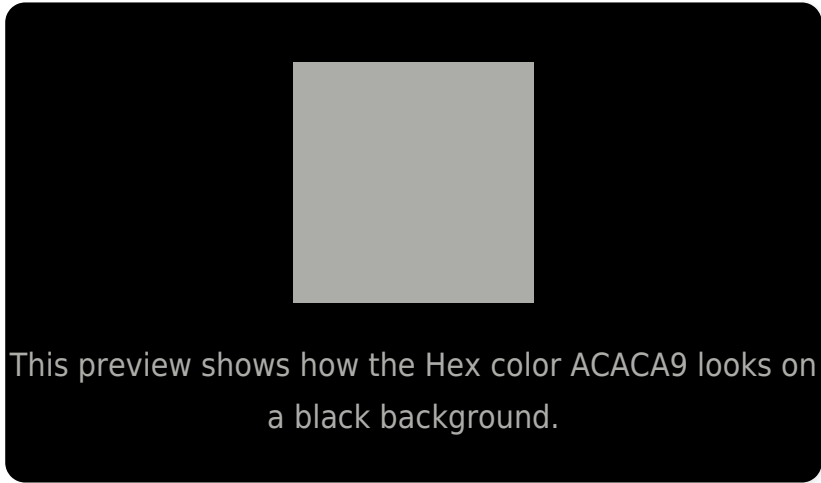 This preview shows how the Hex color ACACA9 looks on
a black background.